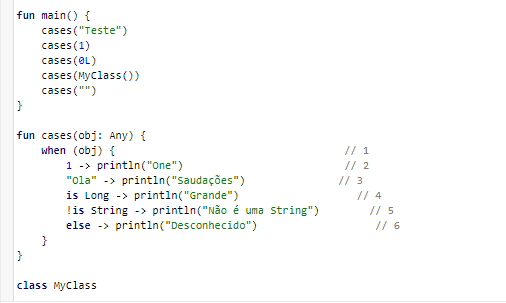 fun main() {
    cases("Teste")
    cases(1)
    cases(0L)
    cases(MyClass())
    cases("")
}

fun cases(obj: Any) {
    when (obj) {                                     // 1
        1 -> println("One")                          // 2
        "Ola" -> println("Saudações")               // 3
        is Long -> println("Grande")                   // 4
        !is String -> println("Não é uma String")        // 5
        else -> println("Desconhecido")                   // 6
    }
}

class MyClass